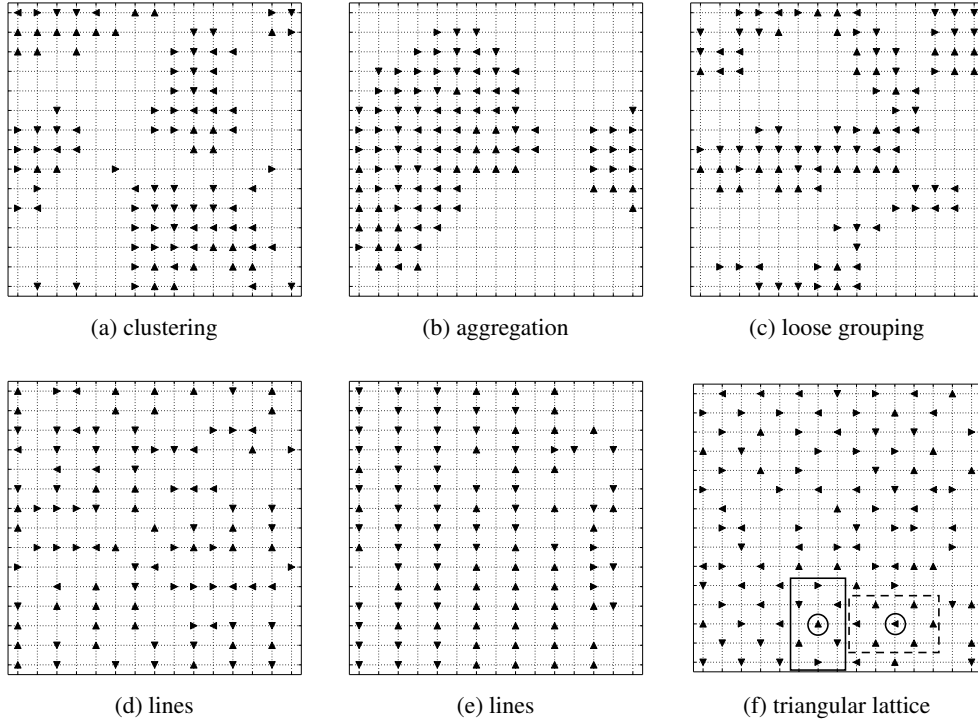 (a) clustering
(b) aggregation
(c) loose grouping
(d) lines
(e) lines
(f) triangular lattice